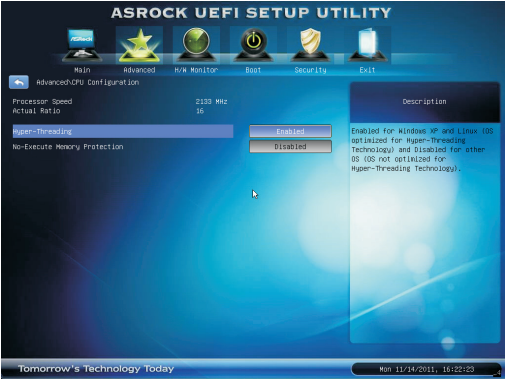 ASROCK UEFI SETUP UTILITY
ASRock
Main Advanced H/W Monitor Boot Security Exit
Advanced\CPU Configuration
Processor Speed 2133 MHz
Actual Ratio 16
Hyper-Threading Enabled
No-Execute Memory Protection Disabled
Description
Enabled for Windows XP and Linux (OS
optimized for Hyper-Threading
Technology) and Disabled for other
OS (OS not optimized for
Hyper-Threading Technology).
Tomorrow's Technology Today
Mon 11/14/2011, 16:22:23
_4